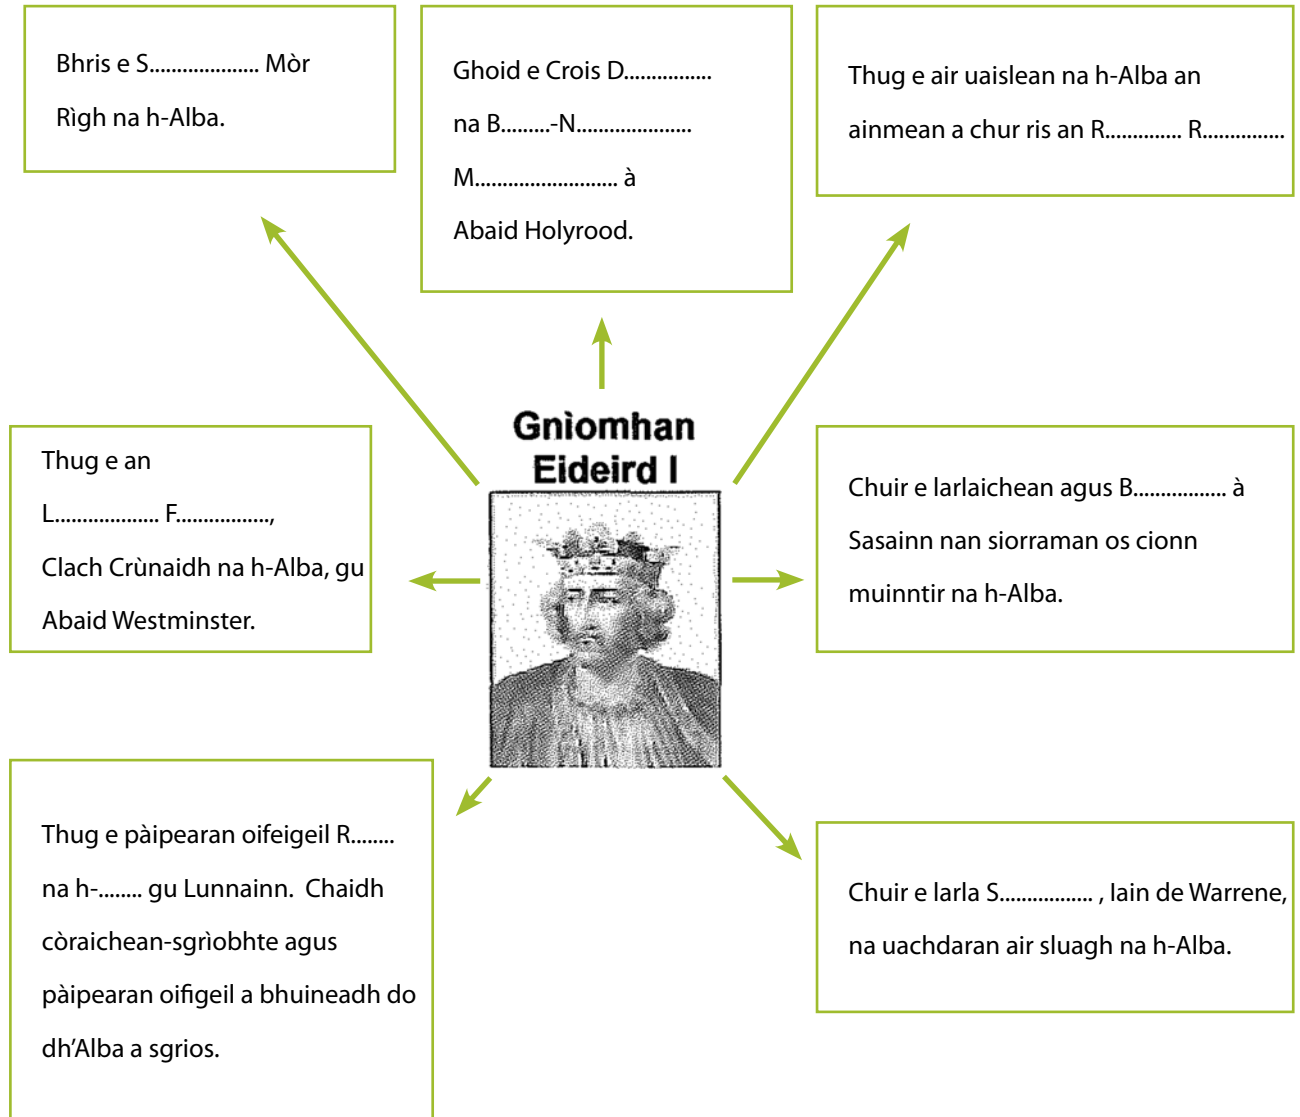 Bhris e S.................... Mòr
Rìgh na h-Alba.
Ghoid e Crois D................
na B.........-N.....................
M.......................... à
Abaid Holyrood.
Thug e air uaislean na h-Alba an
ainmean a chur ris an R.............. R...............
Gnìomhan
Eideird I
Thug e an
L................... F.................,
Clach Crùnaidh na h-Alba, gu
Abaid Westminster.
Chuir e Iarlaichean agus B................. à
Sasainn nan siorraman os cionn
muinntir na h-Alba.
Thug e pàipearan oifeigeil R........
na h-........ gu Lunnainn. Chaidh
còraichean-sgrìobhte agus
pàipearan oifigeil a bhuineadh do
dh'Alba a sgrios.
Chuir e Iarla S................. , Iain de Warrene,
na uachdaran air sluagh na h-Alba.